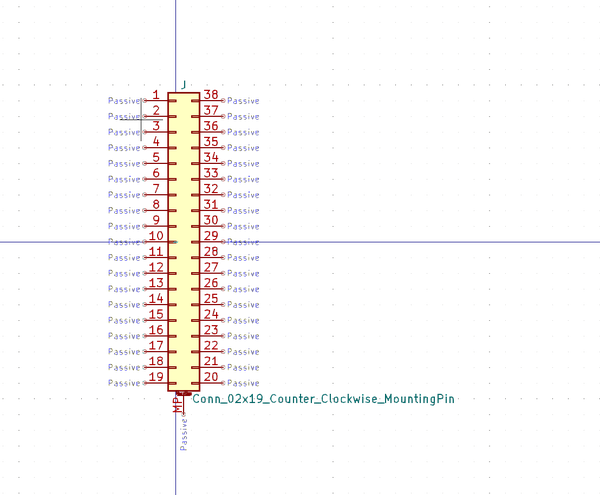 J
Passive 1 38 Passive
Passive 2 37 Passive
Passive 3 36 Passive
Passive 4 35 Passive
Passive 5 34 Passive
Passive 6 33 Passive
Passive 7 32 Passive
Passive 8 31 Passive
Passive 9 30 Passive
Passive 10 29 Passive
Passive 11 28 Passive
Passive 12 27 Passive
Passive 13 26 Passive
Passive 14 25 Passive
Passive 15 24 Passive
Passive 16 23 Passive
Passive 17 22 Passive
Passive 18 21 Passive
Passive 19 20 Passive
MP Conn_02x19_Counter_Clockwise_MountingPin
Passive